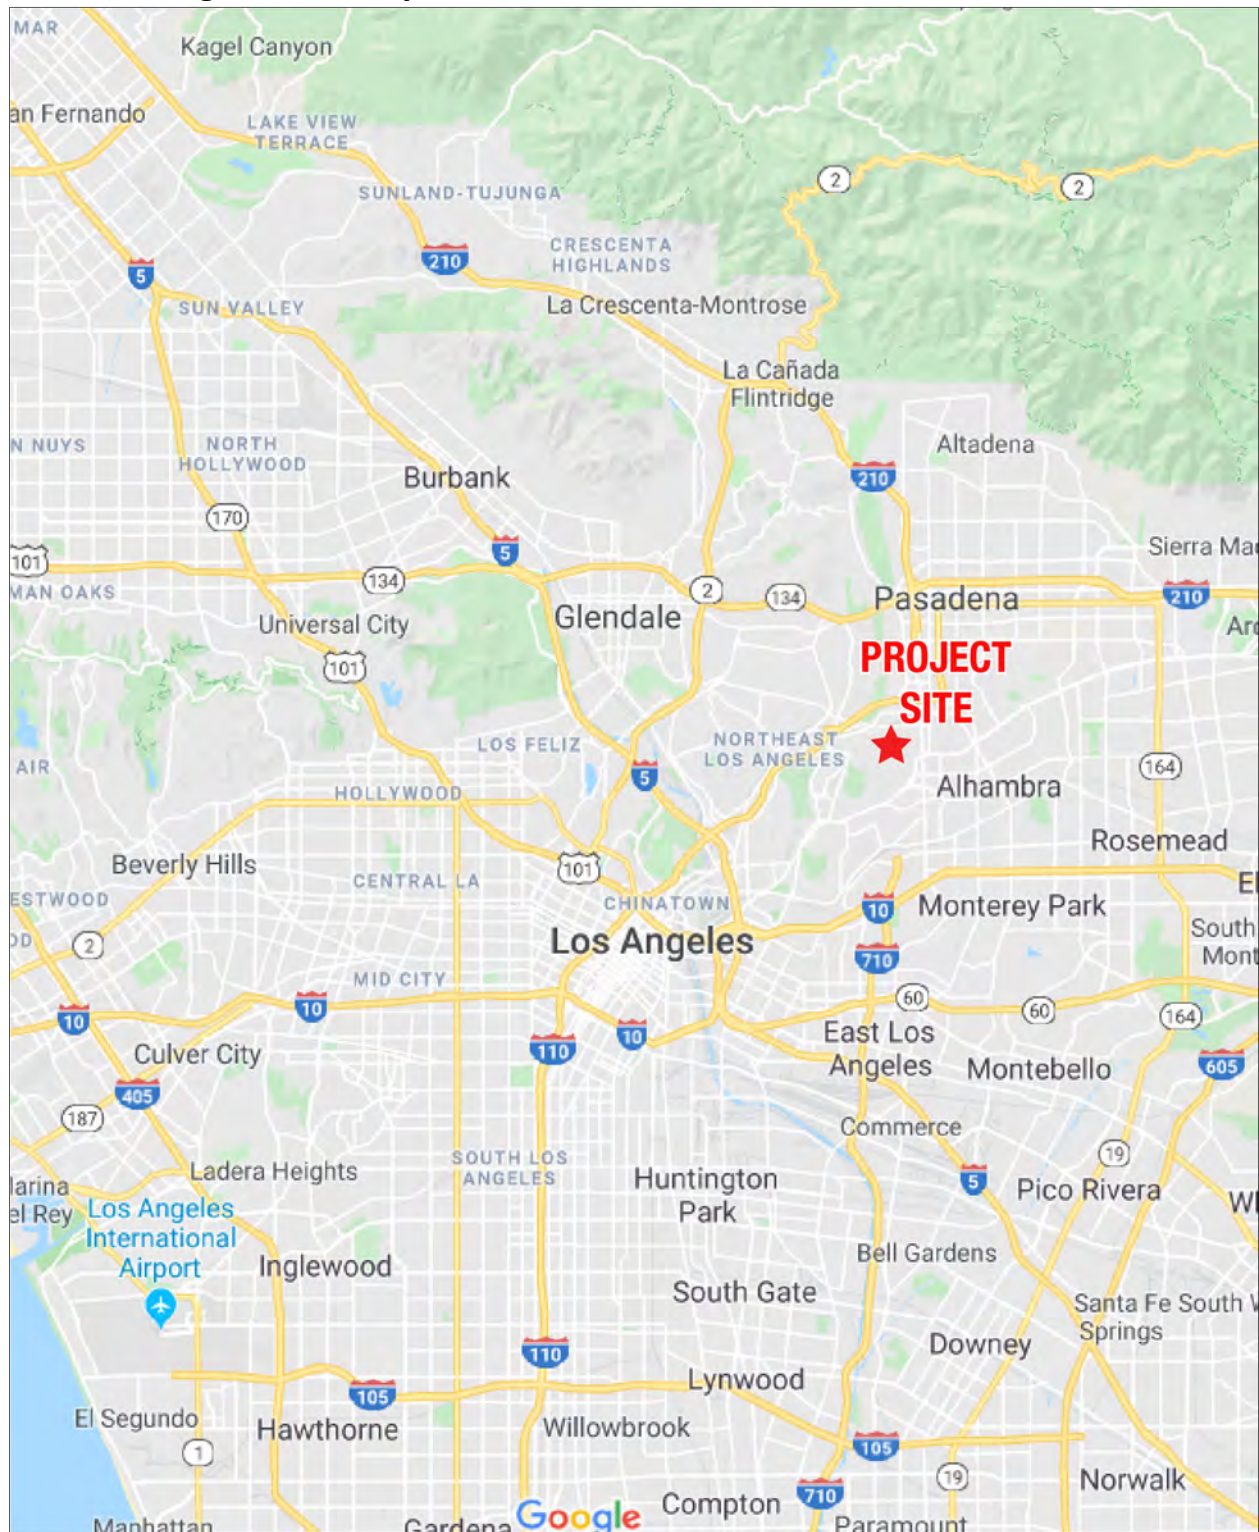 MAR
Kagel Canyon
an Fernando
LAKE VIEW
TERRACE
SUNLAND-TUJUNGA
2
2
CRESCENTA
HIGHLANDS
210
5
SUN VALLEY
La Crescenta-Montrose
La Cañada
Flintridge
N NUYS
NORTH
HOLLYWOOD
Burbank
Altadena
210
170
101
5
Sierra Ma
134
MAN OAKS
2
134
Pasadena
210
Universal City
Glendale
Arc
101
PROJECT
SITE
LOS FELIZ
NORTHEAST
LOS ANGELES
AIR
5
164
HOLLYWOOD
Alhambra
Rosemead
Beverly Hills
101
CENTRAL LA
El
ESTWOOD
CHINATOWN
10
Monterey Park
OD
2
Los Angeles
South
Mont
710
MID CITY
10
10
60
60
164
110
10
East Los
Angeles
Culver City
Montebello
605
405
187
Commerce
19
SOUTH LOS
ANGELES
Ladera Heights
Huntington
Park
5
Pico Rivera
larina
el Rey
Los Angeles
International
Airport
Inglewood
Bell Gardens
South Gate
Santa Fe
Springs
South W
Downey
110
Lynwood
105
El Segundo
Hawthorne
Willowbrook
105
1
19
Norwalk
710
Compton
Google
Gardena
Manhattan
Paramount